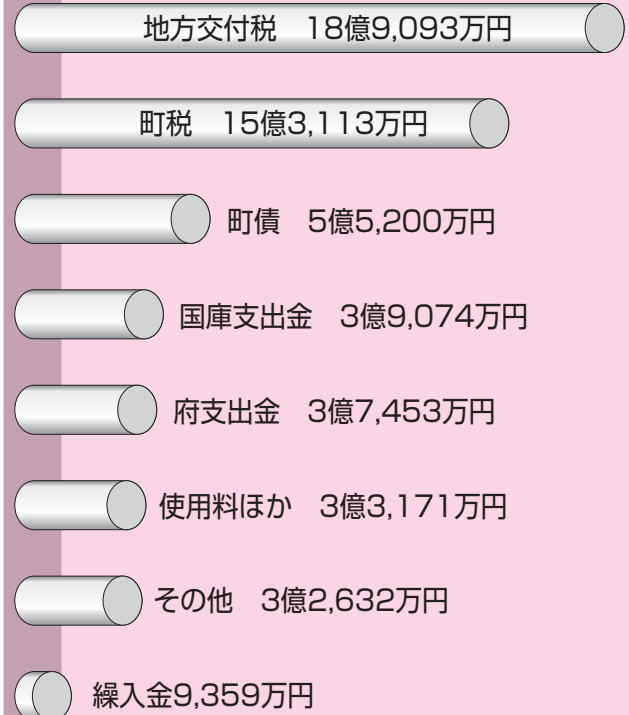 地方交付税　18億9,093万円
町税　15億3,113万円
町債　5億5,200万円
国庫支出金　3億9,074万円
府支出金　3億7,453万円
使用料ほか　3億3,171万円
その他　3億2,632万円
繰入金9,359万円